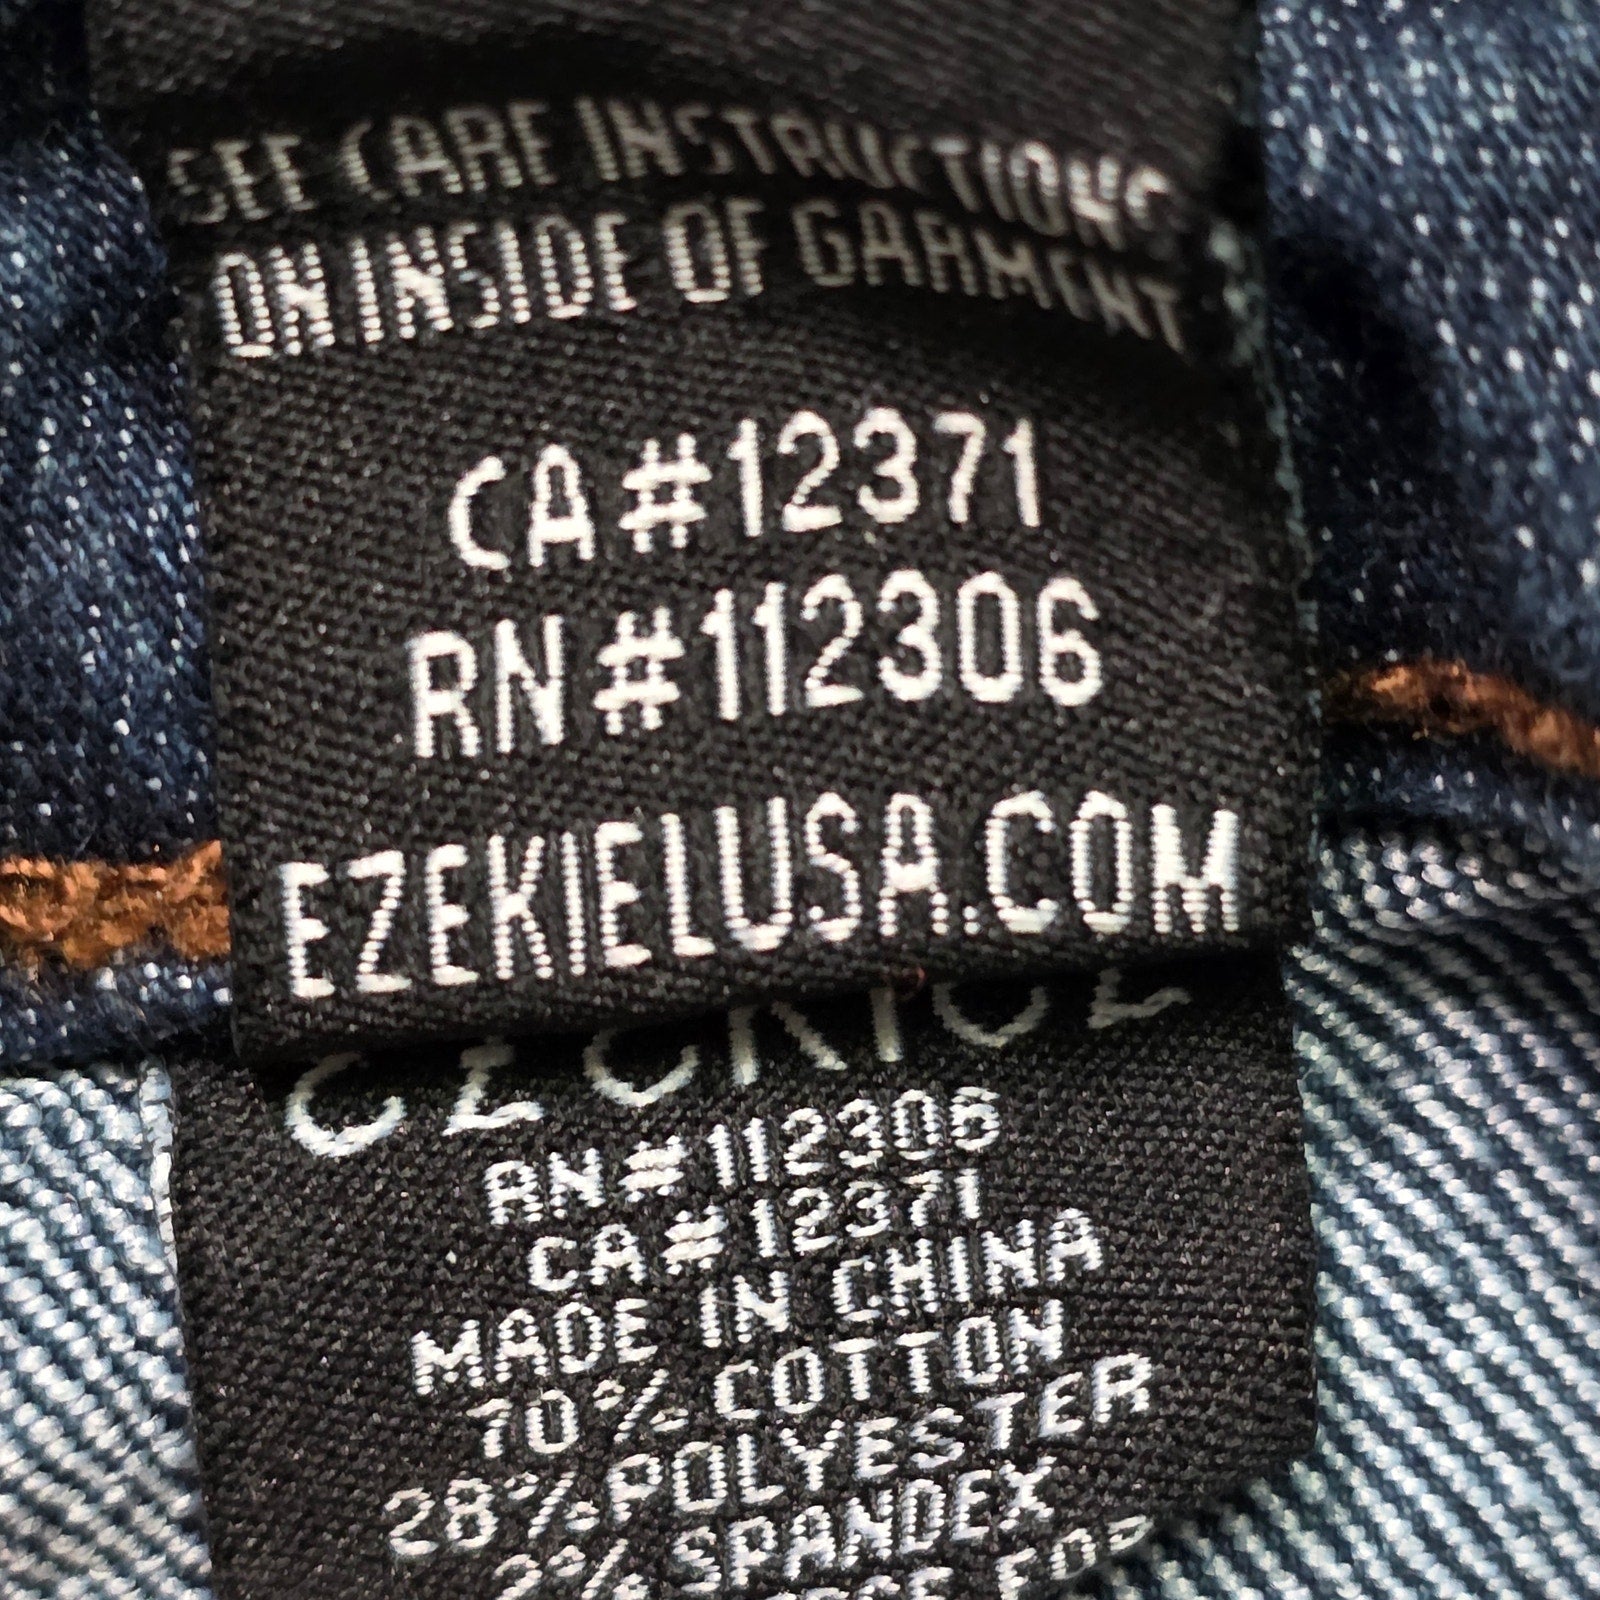 SEE CARE INSTRUCTIONS
ON INSIDE OF GARMENT
CA #12371
RN #112306
EZEKIELUSA.COM
RN #112306
CA #12371
MADE IN CHINA
70% COTTON
28% POLYESTER
2% SPANDEX